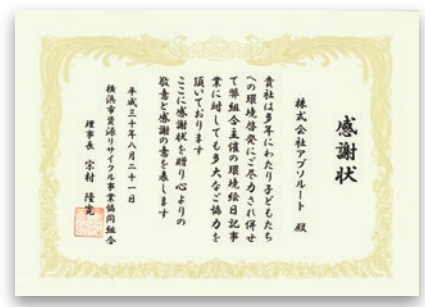 感謝状
株式会社アプソルート 殿
貴社は多年にわたり子どもたち
への環境啓発にご尽力され併せ
て弊組合主催の環境絵日記事
業に対しても多大なご協力を
頂いております
ここに感謝状を贈り心よりの
敬意と感謝の意を表します
平成三十年八月二十一日
横浜市資源リサイクル事業協同組合
理事長 宗村 隆寛